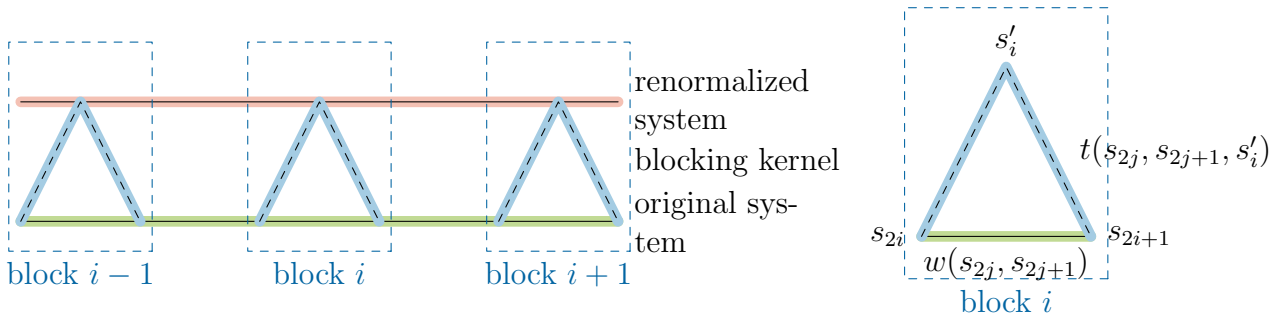 renormalized
system
blocking kernel
original sys-
tem
block i − 1
block i
block i + 1
s′_i
t(s_{2j}, s_{2j+1}, s′_i)
s_{2i}
s_{2i+1}
w(s_{2j}, s_{2j+1})
block i